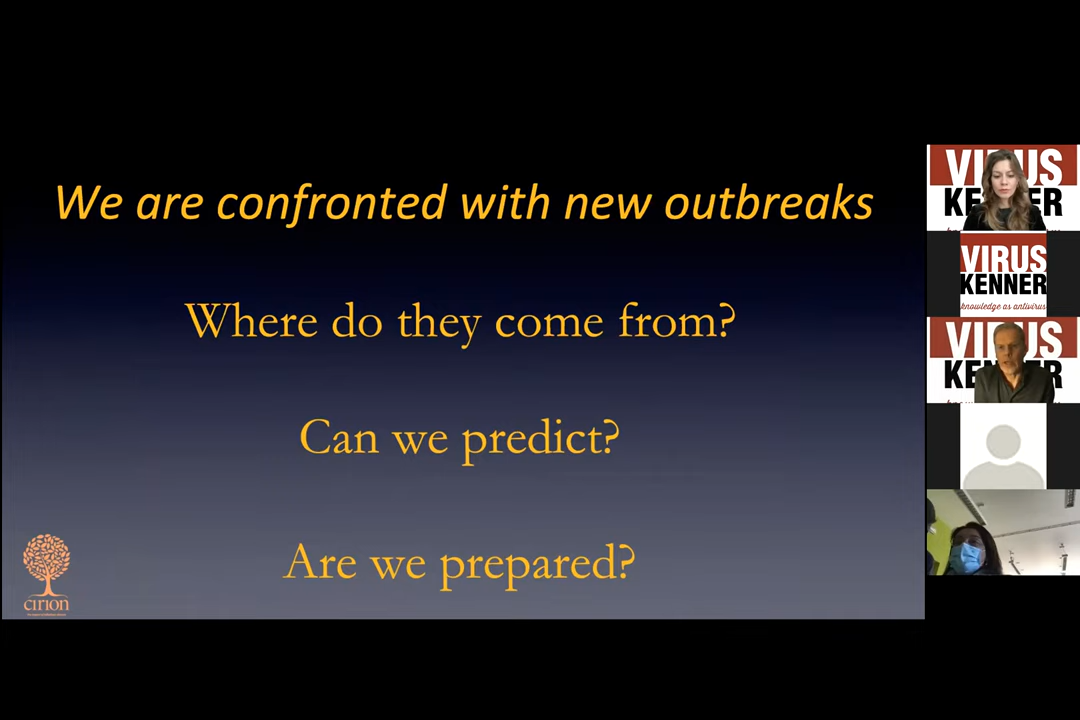 We are confronted with new outbreaks
Where do they come from?
Can we predict?
Are we prepared?
cirion
VIRUS
KENNER
VIRUS
KENNER
knowledge as antivirus
VIRUS
KENNER